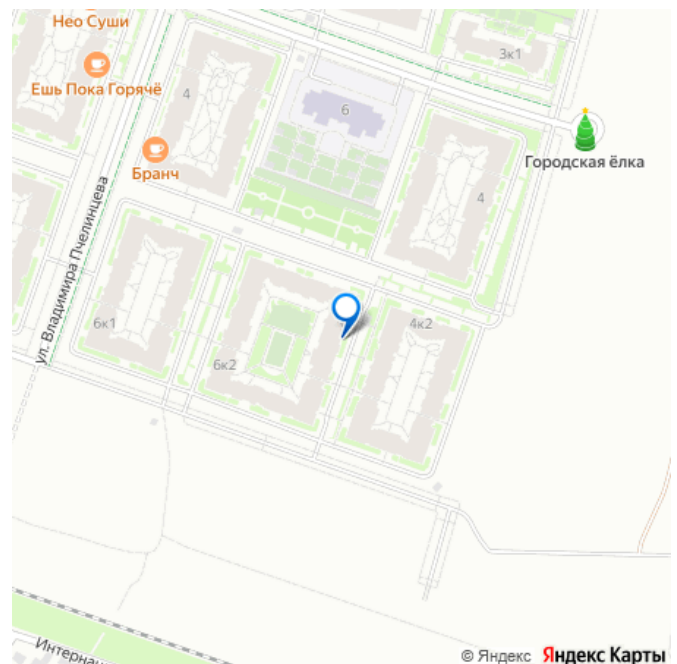 Нео Суши
Ешь Пока Горячё
4
3к1
6
Городская ёлка
Бранч
4
ул. Владимира Пчелинцева
6к1
4к2
6к2
© Яндекс Яндекс Карты